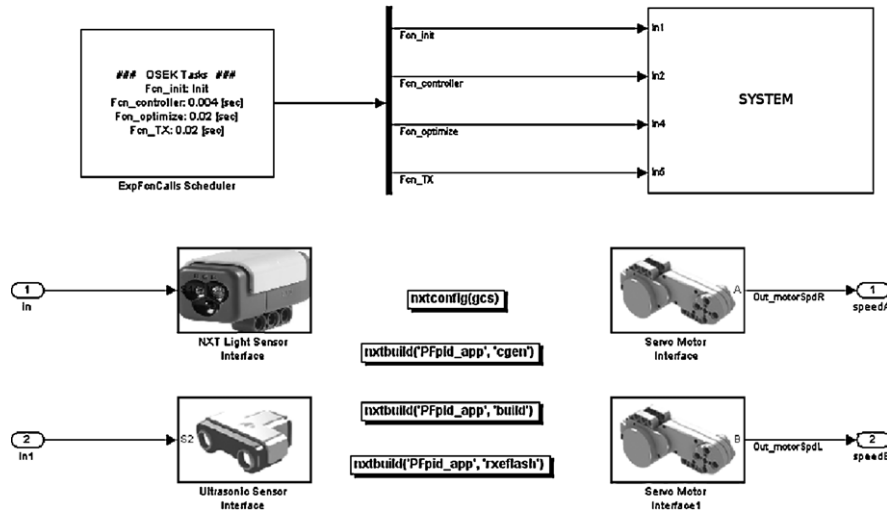 ### OSEK Tasks ###
Fcn_init: Init
Fcn_controller: 0.004 [sec]
Fcn_optimize: 0.02 [sec]
Fcn_TX: 0.02 [sec]
ExpFcnCalls Scheduler
Fcn_init
Fcn_controller
Fcn_optimize
Fcn_TX
In1
In2
In4
In5
SYSTEM
1
In
NXT Light Sensor
Interface
nxtconfig(gcs)
nxtbuild('PFpid_app', 'cgen')
nxtbuild('PFpid_app', 'build')
nxtbuild('PFpid_app', 'rxeflash')
A
Servo Motor
Interface
Out_motorSpdR
1
speedA
2
In1
S2
Ultrasonic Sensor
Interface
B
Servo Motor
Interface1
Out_motorSpdL
2
speedB